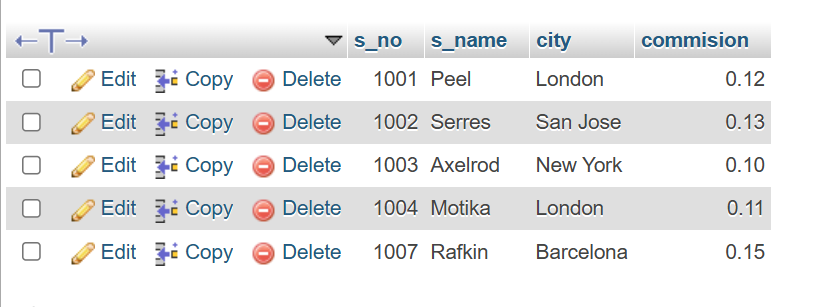 s_no s_name city commision
Edit Copy Delete 1001 Peel London 0.12
Edit Copy Delete 1002 Serres San Jose 0.13
Edit Copy Delete 1003 Axelrod New York 0.10
Edit Copy Delete 1004 Motika London 0.11
Edit Copy Delete 1007 Rafkin Barcelona 0.15